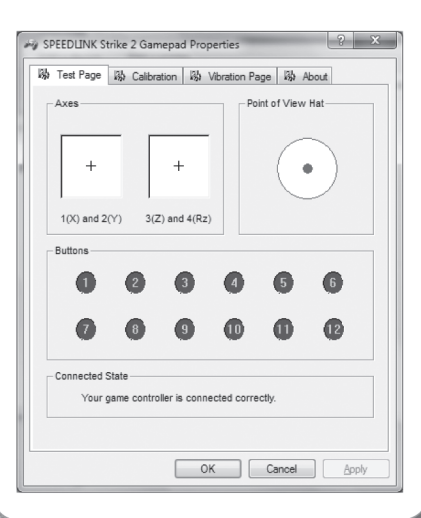 SPEEDLINK Strike 2 Gamepad Properties
? X
Test Page Calibration Vibration Page About
Axes
Point of View Hat
1(X) and 2(Y) 3(Z) and 4(Rz)
Buttons
1 2 3 4 5 6
7 8 9 10 11 12
Connected State
Your game controller is connected correctly.
OK Cancel Apply